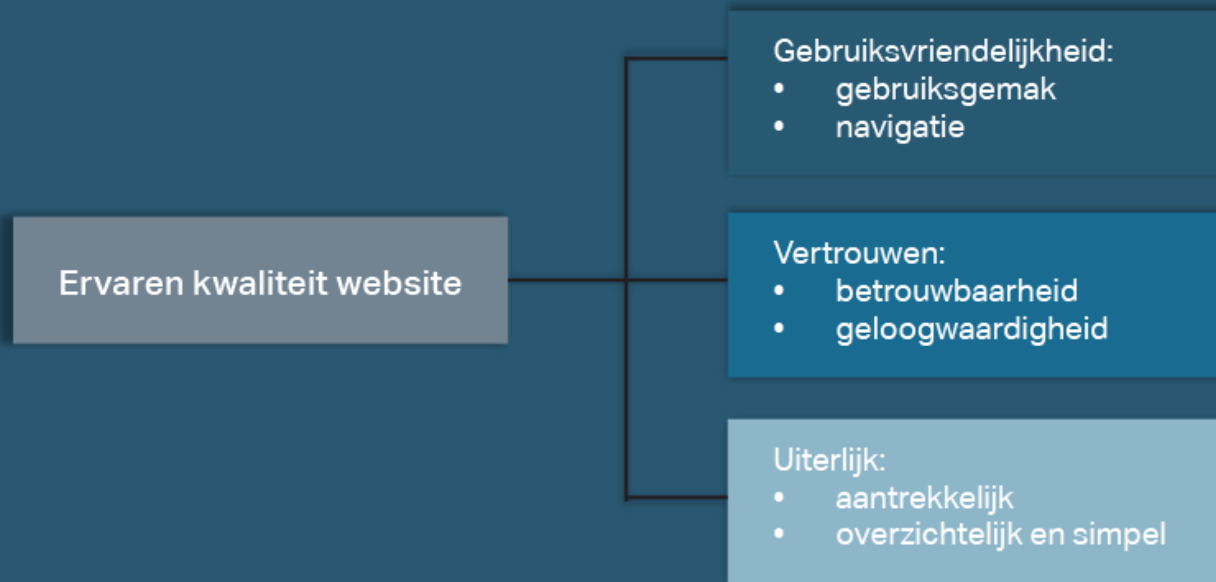 Ervaren kwaliteit website
Gebruiksvriendelijkheid:
• gebruiksgemak
• navigatie
Vertrouwen:
• betrouwbaarheid
• geloogwaardigheid
Uiterlijk:
• aantrekkelijk
• overzichtelijk en simpel